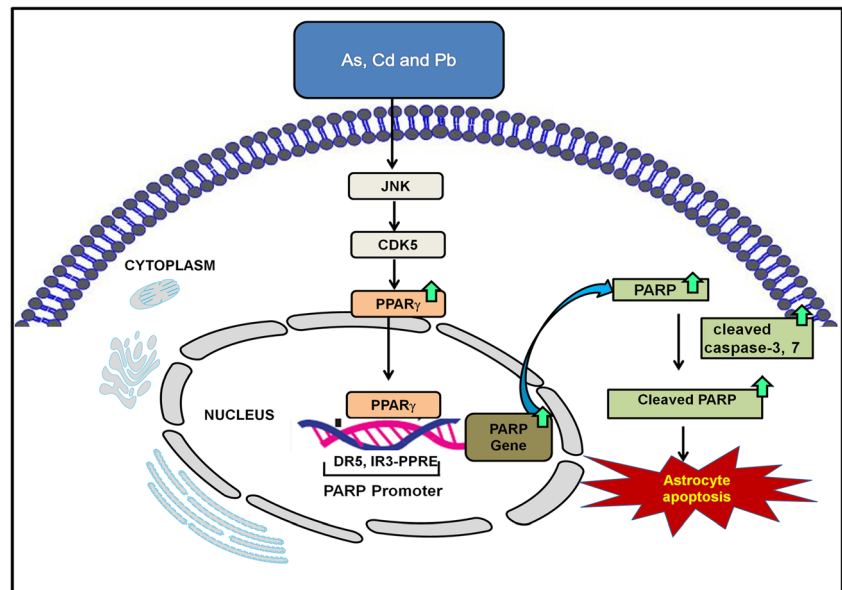 As, Cd and Pb
JNK
CDK5
CYTOPLASM
PPARγ
PARP
cleaved
caspase-3, 7
Cleaved PARP
NUCLEUS
PPARγ
PARP
Gene
DR5, IR3-PPRE
PARP Promoter
Astrocyte
apoptosis